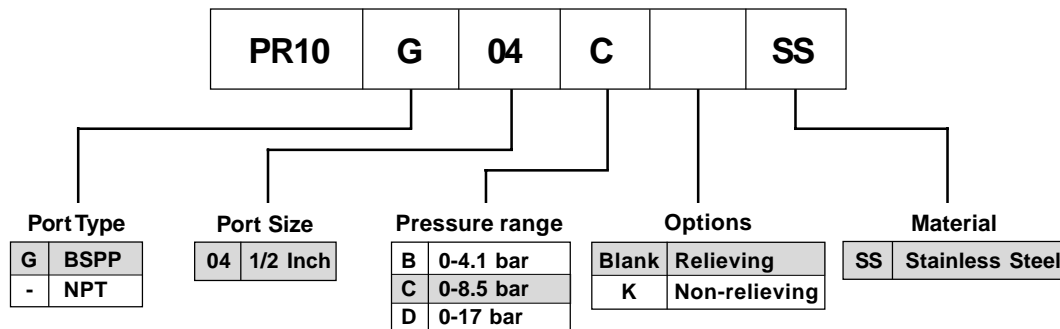 PR10 G 04 C SS
Port Type Port Size Pressure range Options Material
G BSPP 04 1/2 Inch B 0-4.1 bar Blank Relieving SS Stainless Steel
- NPT C 0-8.5 bar K Non-relieving
D 0-17 bar